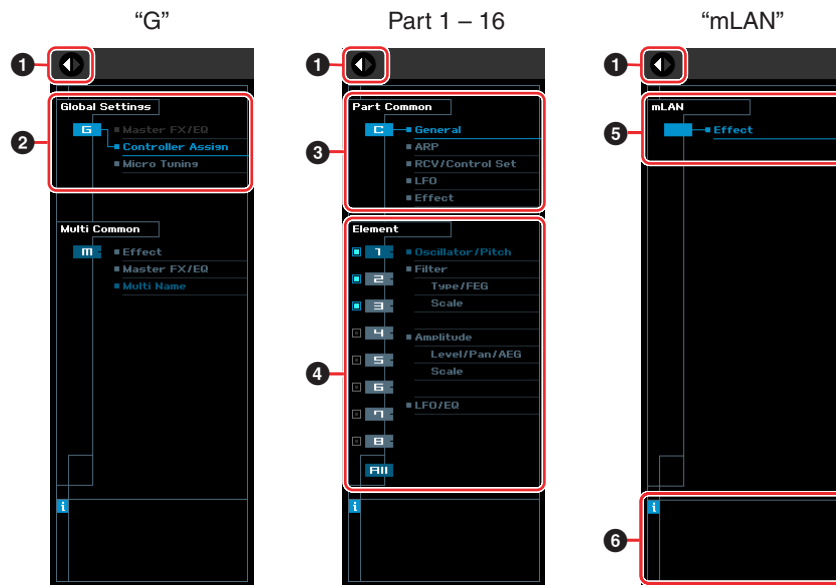 “G”
1
Global Settings
2
G
Master FX/EQ
Controller Assign
Micro Tuning
Multi Common
m
Effect
Master FX/EQ
Multi Name
i
Part 1 – 16
1
Part Common
3
C
General
ARP
RCV/Control Set
LFO
Effect
Element
4
1
Oscillator/Pitch
2
Filter
Type/FEG
3
Scale
4
Amplitude
5
Level/Pan/AEG
Scale
6
7
LFO/EQ
8
All
i
“mLAN”
1
mLAN
5
Effect
6
i